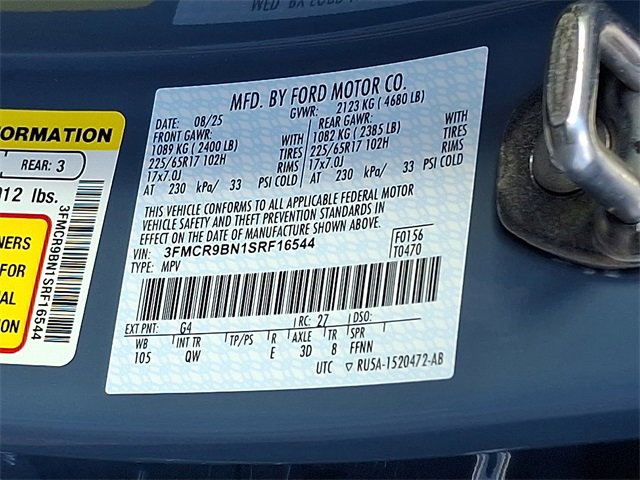 MFD. BY FORD MOTOR CO.
DATE: 08/25 GVWR: 2123 KG ( 4680 LB)
FRONT GAWR: REAR GAWR:
1089 KG ( 2400 LB) WITH 1082 KG ( 2385 LB) WITH
225/65R17 102H TIRES 225/65R17 102H TIRES
17x7.0J RIMS 17x7.0J RIMS
AT 230 kPa/ 33 PSI COLD AT 230 kPa/ 33 PSI COLD
THIS VEHICLE CONFORMS TO ALL APPLICABLE FEDERAL MOTOR
VEHICLE SAFETY AND THEFT PREVENTION STANDARDS IN
EFFECT ON THE DATE OF MANUFACTURE SHOWN ABOVE.
VIN: 3FMCR9BN1SRF16544 F0156
TYPE: MPV T0470
EXT PNT: G4 RC: 27 DSO:
WB INT TR TP/PS R AXLE TR SPR
105 QW E 3D 8 FFNN
UTC ▽ RUSA-1520472-AB
FORMATION
REAR: 3
012 lbs.
3FMCR9BN1SRF16544
NERS
FOR
AL
ION